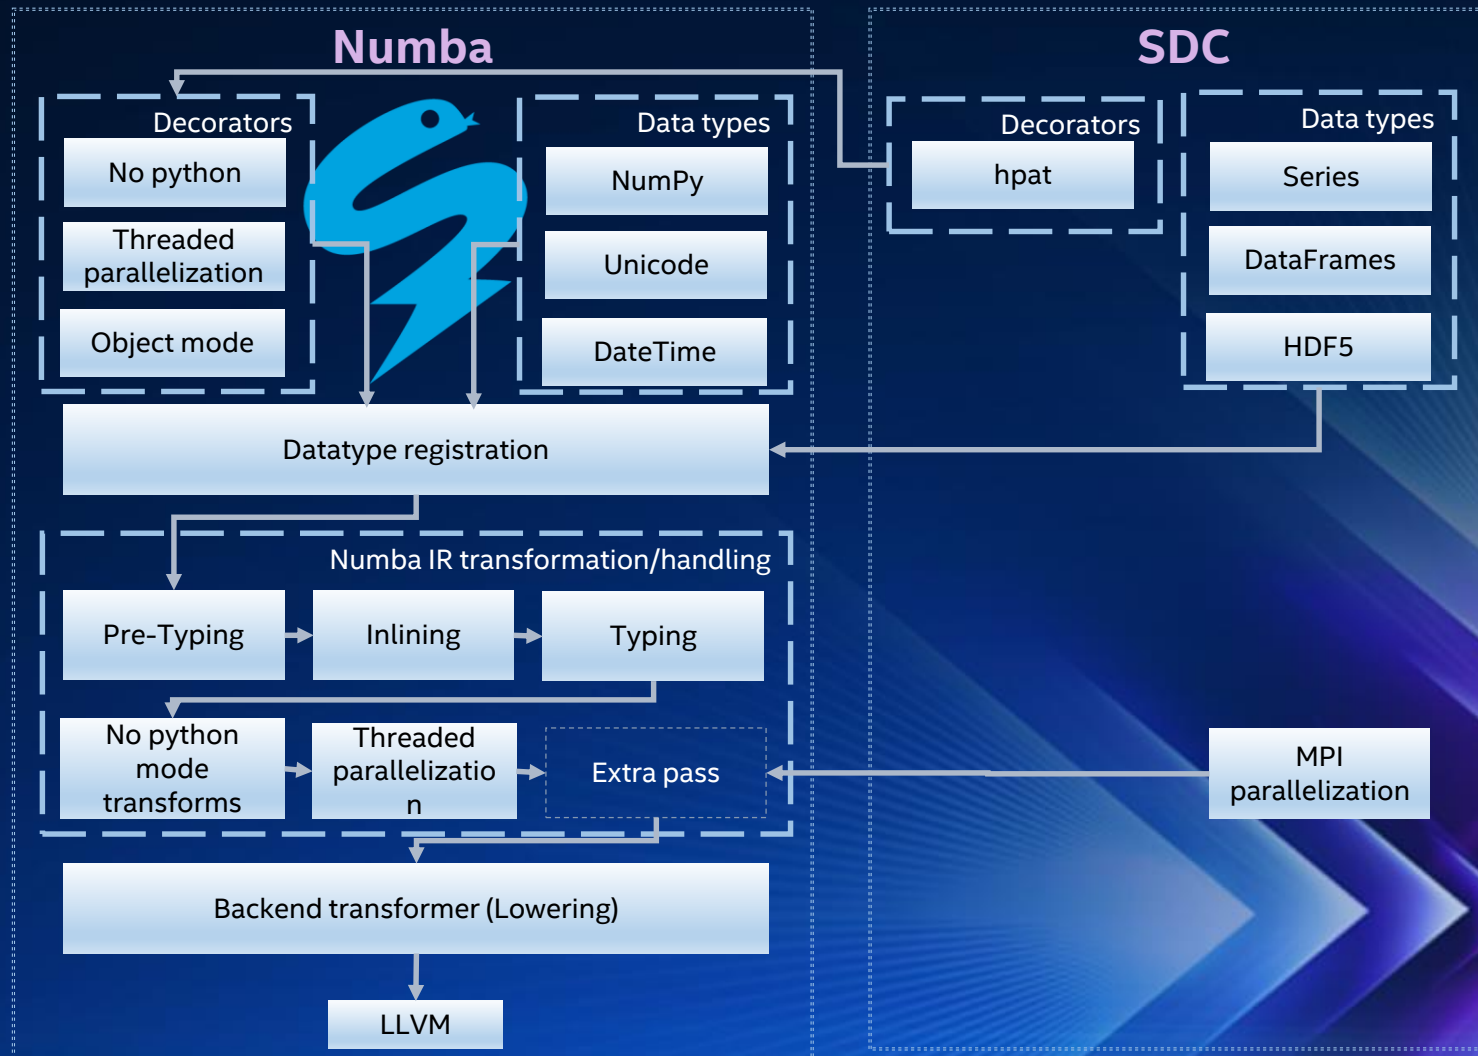 Numba
SDC
Decorators
No python
Threaded
parallelization
Object mode
Data types
NumPy
Unicode
DateTime
Decorators
hpat
Data types
Series
DataFrames
HDF5
Datatype registration
Numba IR transformation/handling
Pre-Typing
Inlining
Typing
No python
mode
transforms
Threaded
parallelizatio
n
Extra pass
MPI
parallelization
Backend transformer (Lowering)
LLVM